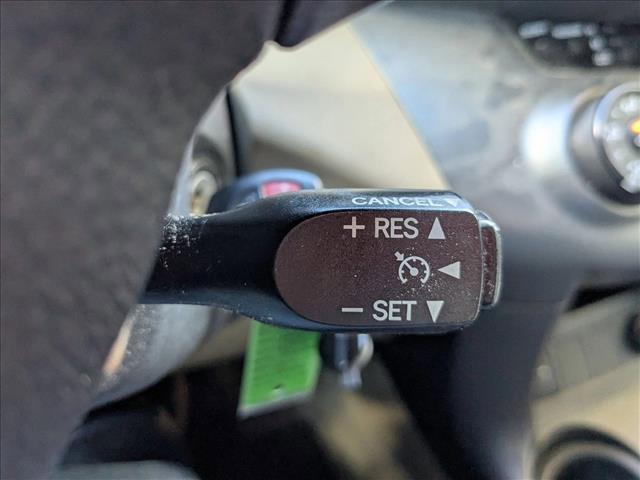 CANCEL▼
+ RES ▲
◄
− SET ▼